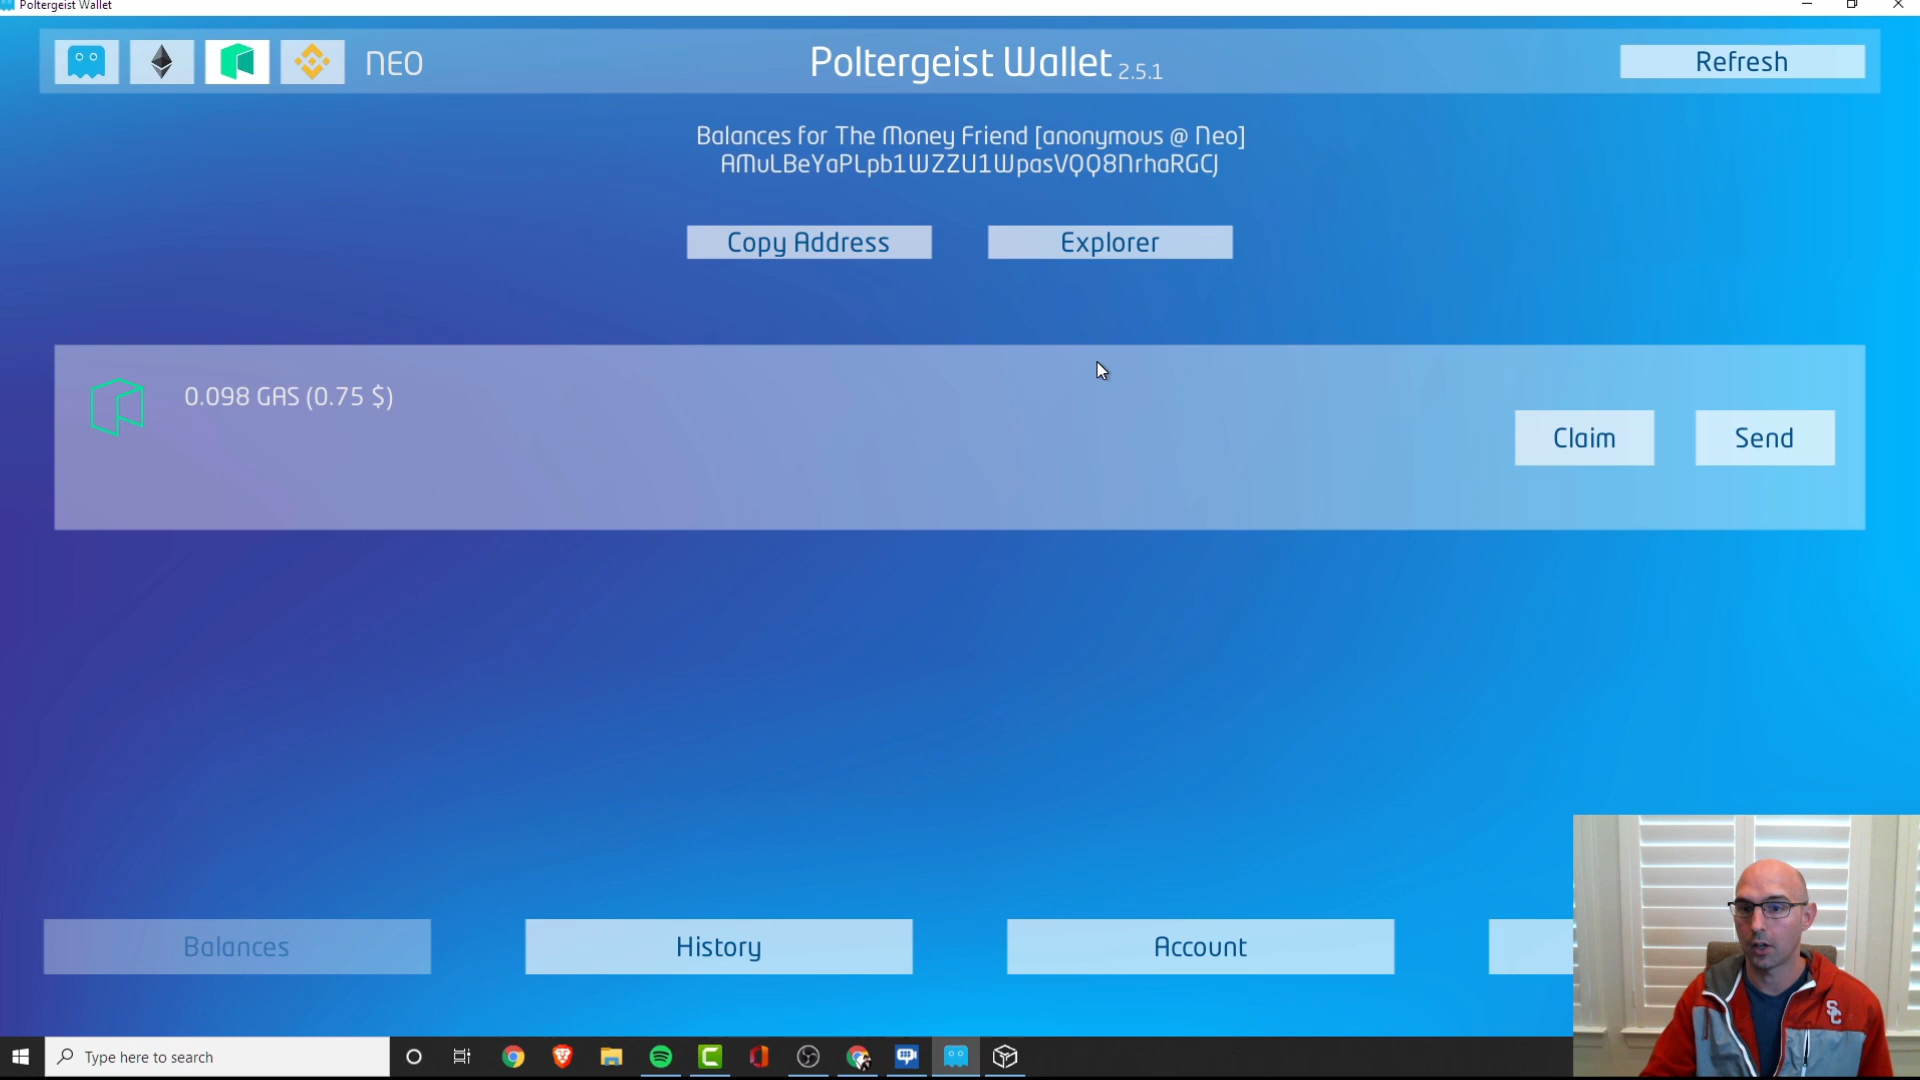 Poltergeist Wallet
NEO
Poltergeist Wallet 2.5.1
Refresh
Balances for The Money Friend [anonymous @ Neo]
AMuLBeYaPLpb1WZZU1WpasVQQ8NrhaRGCJ
Copy Address
Explorer
0.098 GAS (0.75 $)
Claim
Send
Balances
History
Account
SC
Type here to search